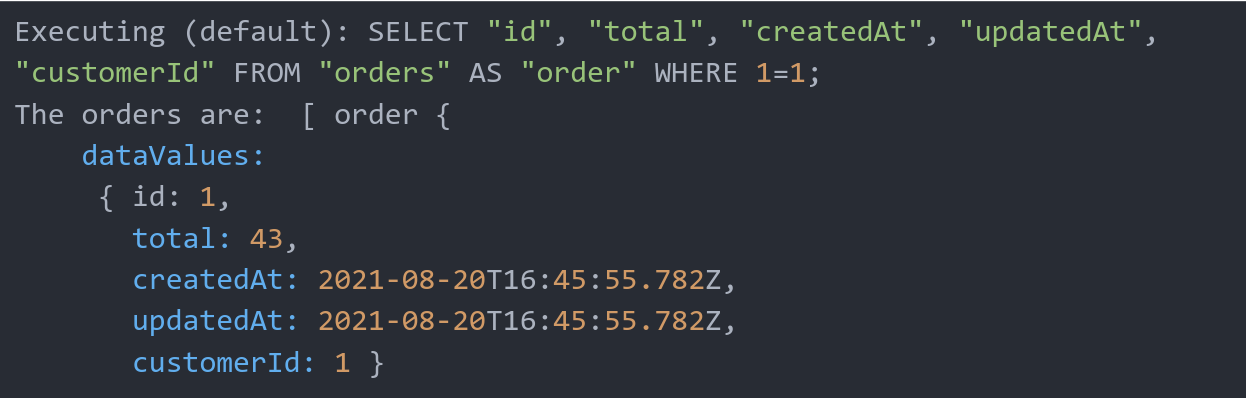 Executing (default): SELECT "id", "total", "createdAt", "updatedAt",
"customerId" FROM "orders" AS "order" WHERE 1=1;
The orders are:  [ order {
    dataValues:
     { id: 1,
       total: 43,
       createdAt: 2021-08-20T16:45:55.782Z,
       updatedAt: 2021-08-20T16:45:55.782Z,
       customerId: 1 }